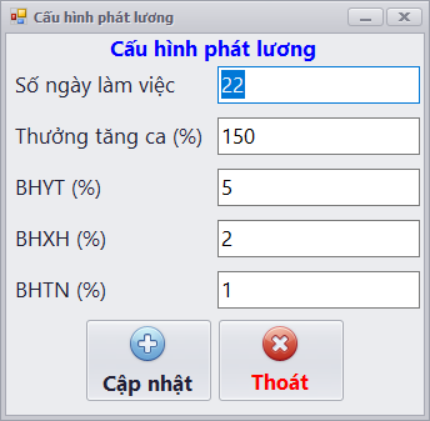 Cấu hình phát lương
Cấu hình phát lương
Số ngày làm việc 22
Thưởng tăng ca (%) 150
BHYT (%) 5
BHXH (%) 2
BHTN (%) 1
Cập nhật Thoát